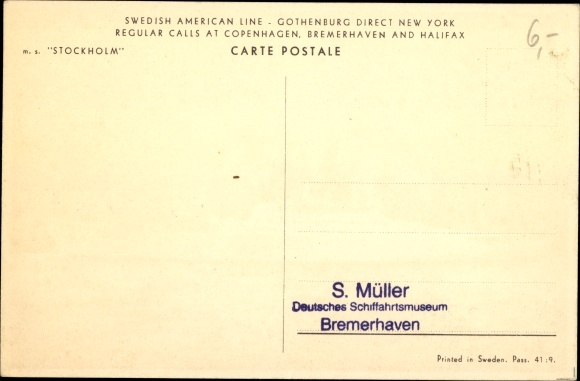 SWEDISH AMERICAN LINE - GOTHENBURG DIRECT NEW YORK
REGULAR CALLS AT COPENHAGEN, BREMERHAVEN AND HALIFAX
m. s. "STOCKHOLM"
CARTE POSTALE
6,-
S. Müller
Deutsches Schiffahrtsmuseum
Bremerhaven
Printed in Sweden. Pass. 41:9.